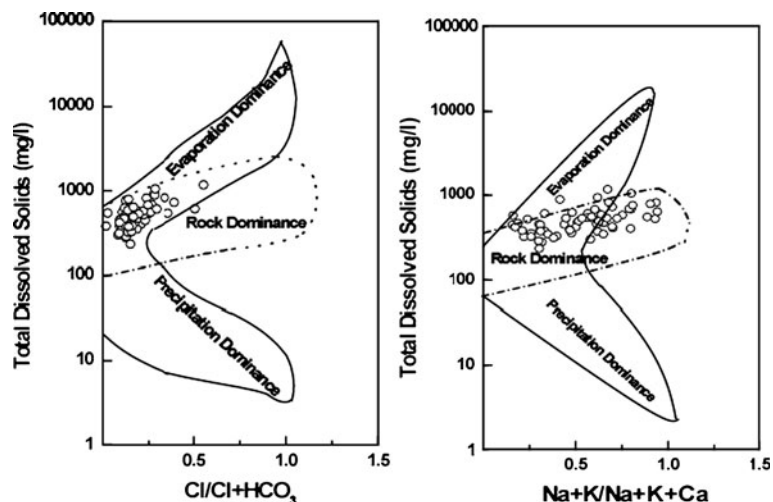 100000
10000
1000
100
10
1
Total Dissolved Solids (mg/l)
Evaporation Dominance
Rock Dominance
Precipitation Dominance
0.5
1.0
1.5
Cl/Cl+HCO₃
100000
10000
1000
100
10
1
Total Dissolved Solids (mg/l)
Evaporation Dominance
Rock Dominance
Precipitation Dominance
0.5
1.0
1.5
Na+K/Na+K+Ca